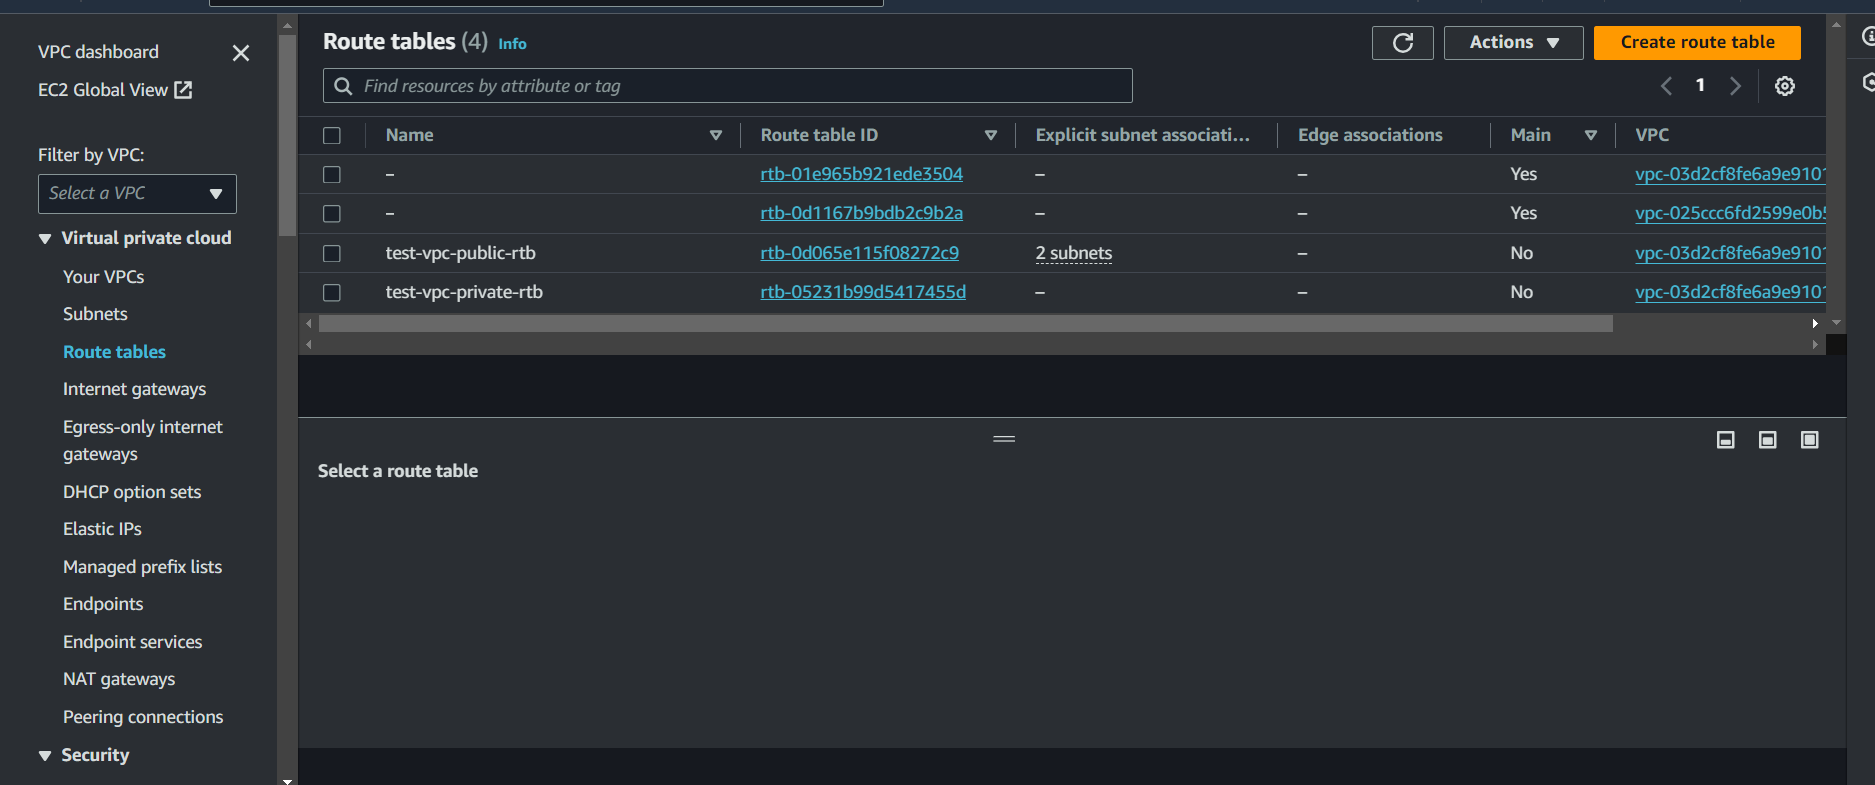 VPC dashboard
EC2 Global View
Filter by VPC:
Select a VPC
Virtual private cloud
Your VPCs
Subnets
Route tables
Internet gateways
Egress-only internet
gateways
DHCP option sets
Elastic IPs
Managed prefix lists
Endpoints
Endpoint services
NAT gateways
Peering connections
Security
Route tables (4) Info
Actions
Create route table
Find resources by attribute or tag
1
Name Route table ID Explicit subnet associati... Edge associations Main VPC
– rtb-01e965b921ede3504 – – Yes vpc-03d2cf8fe6a9e9101
– rtb-0d1167b9bdb2c9b2a – – Yes vpc-025ccc6fd2599e0b5
test-vpc-public-rtb rtb-0d065e115f08272c9 2 subnets – No vpc-03d2cf8fe6a9e9101
test-vpc-private-rtb rtb-05231b99d5417455d – – No vpc-03d2cf8fe6a9e9101
Select a route table